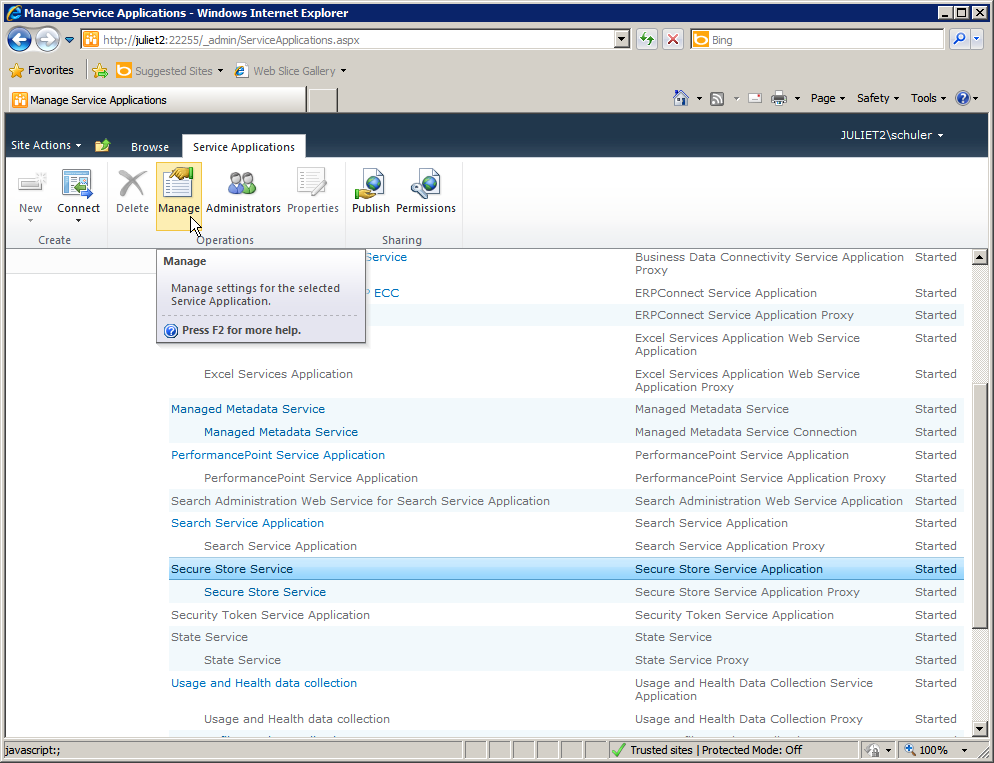 Manage Service Applications - Windows Internet Explorer
http://juliet2:22255/_admin/ServiceApplications.aspx
Bing
Favorites
Suggested Sites
Web Slice Gallery
Manage Service Applications
Page
Safety
Tools
Site Actions
Browse
Service Applications
JULIET2\schuler
New
Connect
Delete
Manage
Administrators
Properties
Publish
Permissions
Create
Operations
Sharing
Manage
Manage settings for the selected
Service Application.
Press F2 for more help.
Service
Business Data Connectivity Service Application
Proxy
Started
ECC
ERPConnect Service Application
Started
ERPConnect Service Application Proxy
Started
Excel Services Application Web Service
Application
Started
Excel Services Application
Excel Services Application Web Service
Application Proxy
Started
Managed Metadata Service
Managed Metadata Service
Started
Managed Metadata Service
Managed Metadata Service Connection
Started
PerformancePoint Service Application
PerformancePoint Service Application
Started
PerformancePoint Service Application
PerformancePoint Service Application Proxy
Started
Search Administration Web Service for Search Service Application
Search Administration Web Service Application
Started
Search Service Application
Search Service Application
Started
Search Service Application
Search Service Application Proxy
Started
Secure Store Service
Secure Store Service Application
Started
Secure Store Service
Secure Store Service Application Proxy
Started
Security Token Service Application
Security Token Service Application
Started
State Service
State Service
Started
State Service
State Service Proxy
Started
Usage and Health data collection
Usage and Health Data Collection Service
Application
Started
Usage and Health data collection
Usage and Health Data Collection Proxy
Started
javascript:;
Trusted sites | Protected Mode: Off
100%